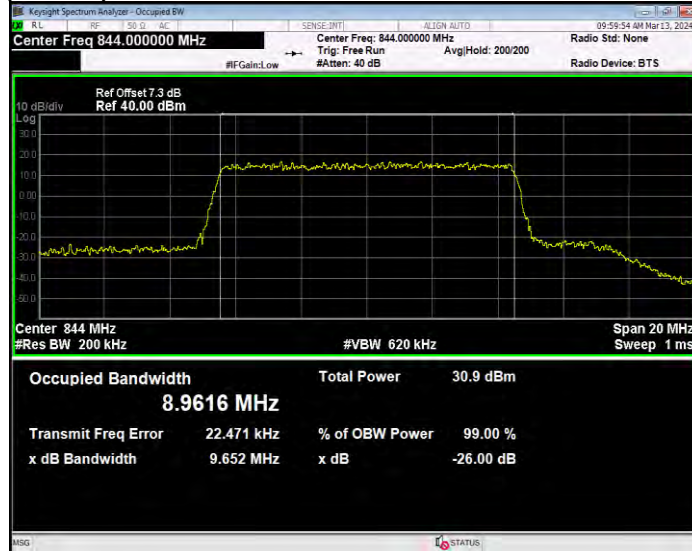 Keysight Spectrum Analyzer - Occupied BW
RL RF 50 Ω AC SENSE:INT ALIGN AUTO 09:59:54 AM Mar 13, 2024
Center Freq 844.000000 MHz
Center Freq: 844.000000 MHz
Radio Std: None
Trig: Free Run Avg|Hold: 200/200
#IFGain:Low #Atten: 40 dB Radio Device: BTS
Ref Offset 7.3 dB
10 dB/div Ref 40.00 dBm
Log
30.0
20.0
10.0
0.00
-10.0
-20.0
-30.0
-40.0
-50.0
Center 844 MHz Span 20 MHz
#Res BW 200 kHz #VBW 620 kHz Sweep 1 ms
Occupied Bandwidth Total Power 30.9 dBm
8.9616 MHz
Transmit Freq Error 22.471 kHz % of OBW Power 99.00 %
x dB Bandwidth 9.652 MHz x dB -26.00 dB
MSG STATUS